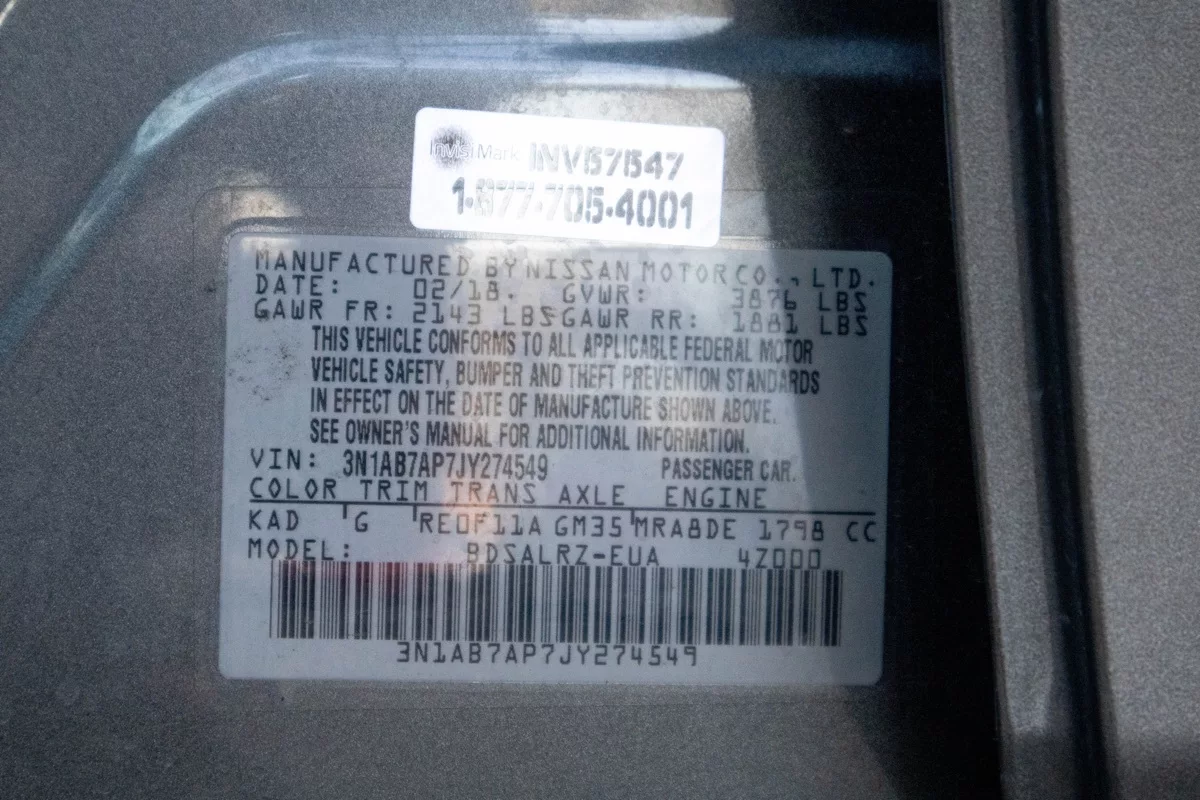 InvisiMark INV57547
1-877-705-4001
MANUFACTURED BY NISSAN MOTOR CO., LTD.
DATE: 02/18. GVWR: 3876 LBS
GAWR FR: 2143 LBS GAWR RR: 1881 LBS
THIS VEHICLE CONFORMS TO ALL APPLICABLE FEDERAL MOTOR
VEHICLE SAFETY, BUMPER AND THEFT PREVENTION STANDARDS
IN EFFECT ON THE DATE OF MANUFACTURE SHOWN ABOVE.
SEE OWNER'S MANUAL FOR ADDITIONAL INFORMATION.
VIN: 3N1AB7AP7JY274549 PASSENGER CAR.
COLOR TRIM TRANS AXLE ENGINE
KAD G RE0F11A GM35 MRA8DE 1798 CC
MODEL: BDSALRZ-EUA 4Z000
3N1AB7AP7JY274549